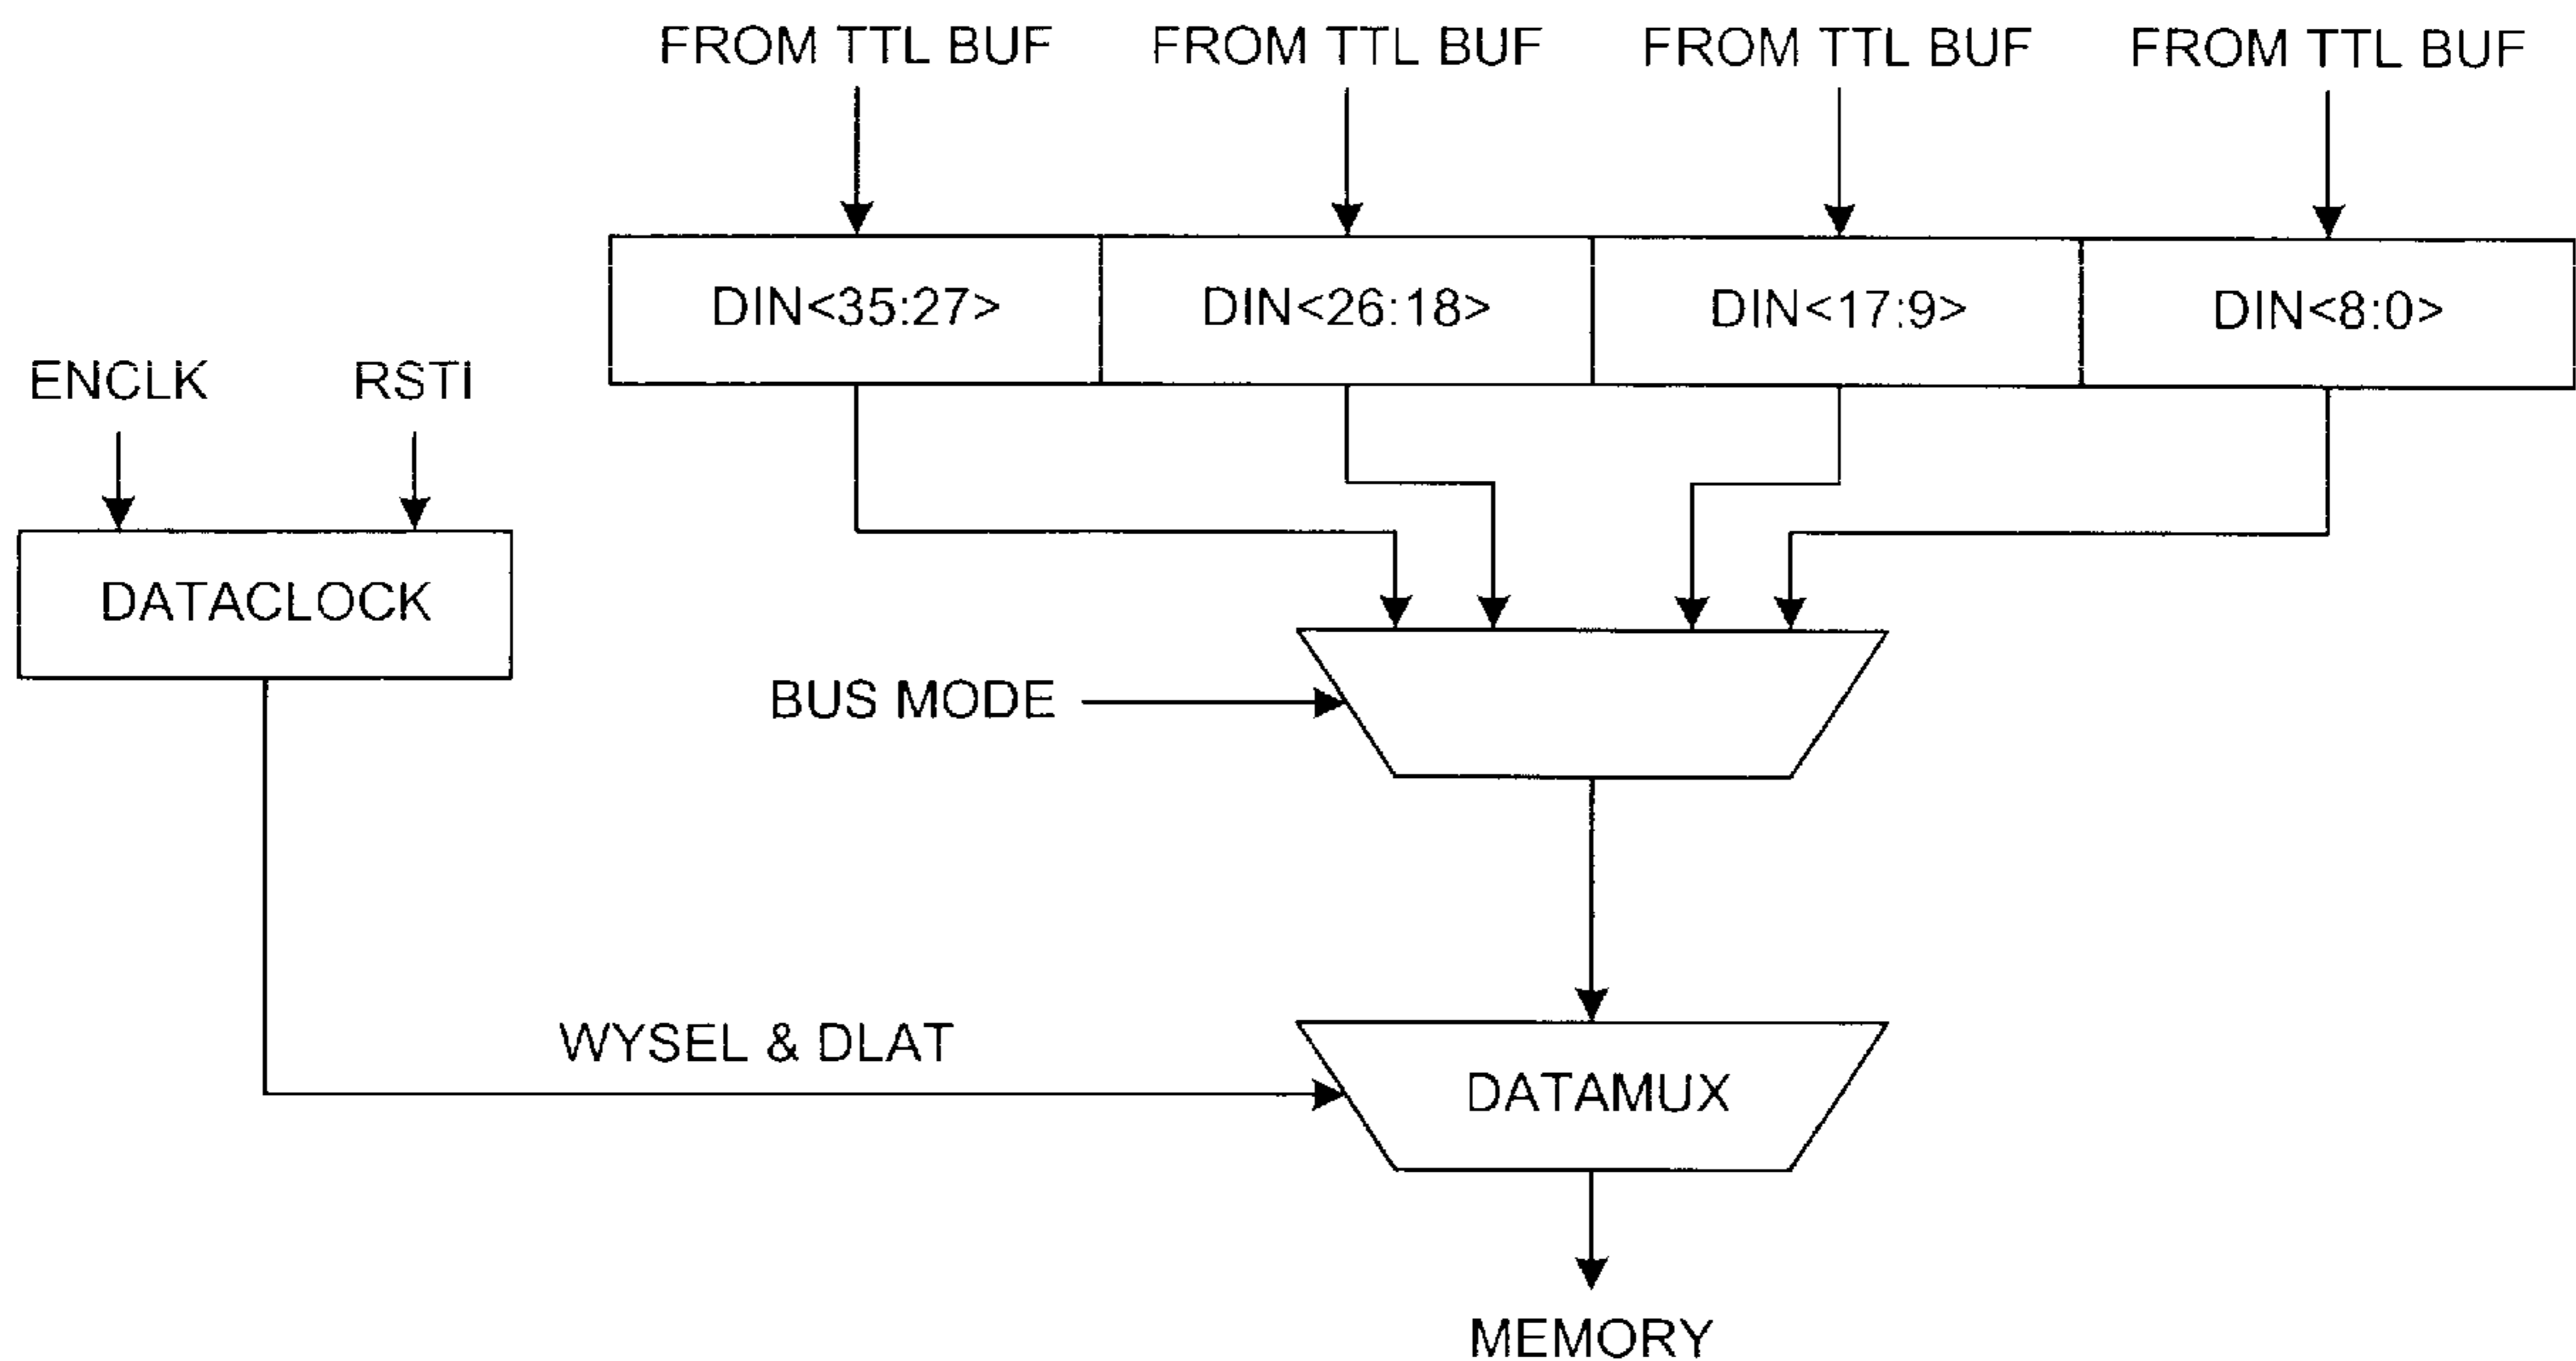 FROM TTL BUF
FROM TTL BUF
FROM TTL BUF
FROM TTL BUF
DIN<35:27>
DIN<26:18>
DIN<17:9>
DIN<8:0>
ENCLK
RSTI
DATACLOCK
BUS MODE
WYSEL & DLAT
DATAMUX
MEMORY